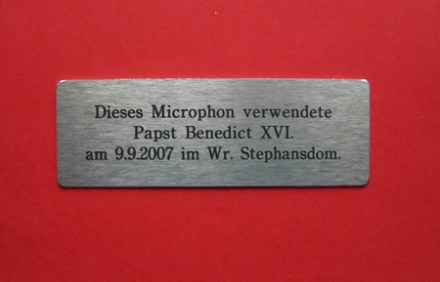 Dieses Microphon verwendete
Papst Benedict XVI.
am 9.9.2007 im Wr. Stephansdom.